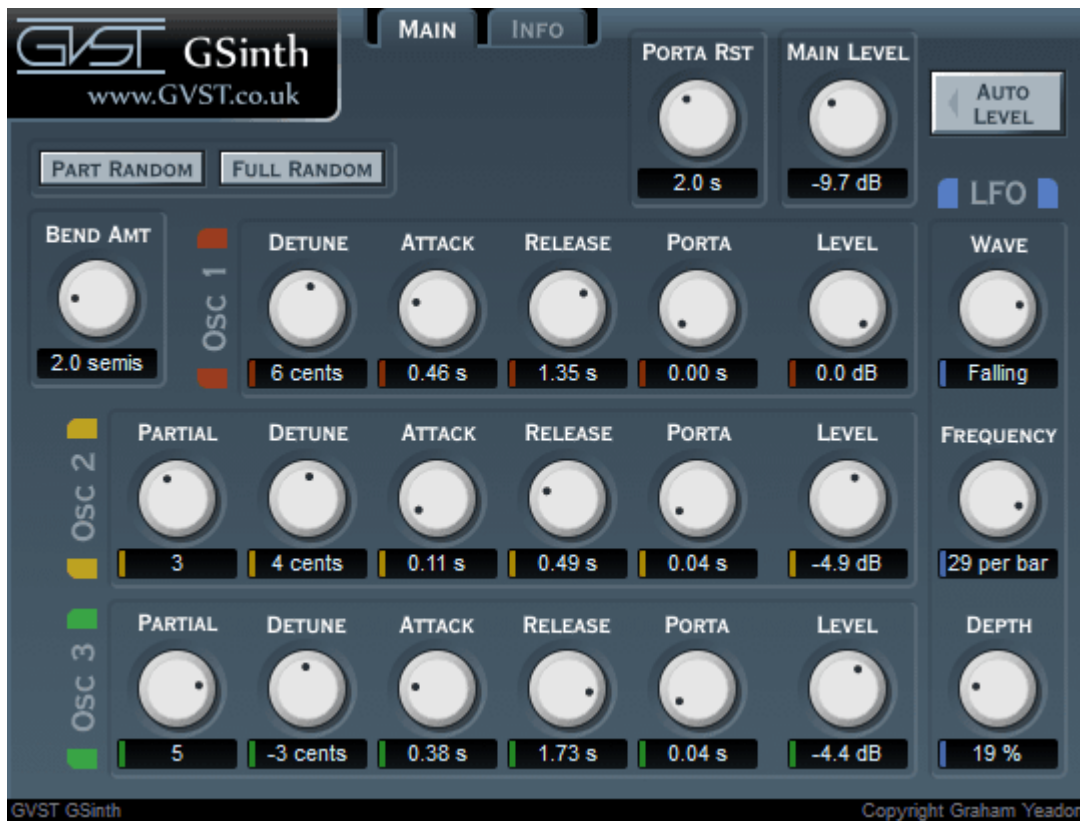 GVST GSinth
www.GVST.co.uk
MAIN
INFO
PORTA RST
2.0 s
MAIN LEVEL
-9.7 dB
AUTO
LEVEL
PART RANDOM
FULL RANDOM
LFO
BEND AMT
2.0 semis
OSC 1
DETUNE
6 cents
ATTACK
0.46 s
RELEASE
1.35 s
PORTA
0.00 s
LEVEL
0.0 dB
WAVE
Falling
OSC 2
PARTIAL
3
DETUNE
4 cents
ATTACK
0.11 s
RELEASE
0.49 s
PORTA
0.04 s
LEVEL
-4.9 dB
FREQUENCY
29 per bar
OSC 3
PARTIAL
5
DETUNE
-3 cents
ATTACK
0.38 s
RELEASE
1.73 s
PORTA
0.04 s
LEVEL
-4.4 dB
DEPTH
19 %
GVST GSinth
Copyright Graham Yeadon